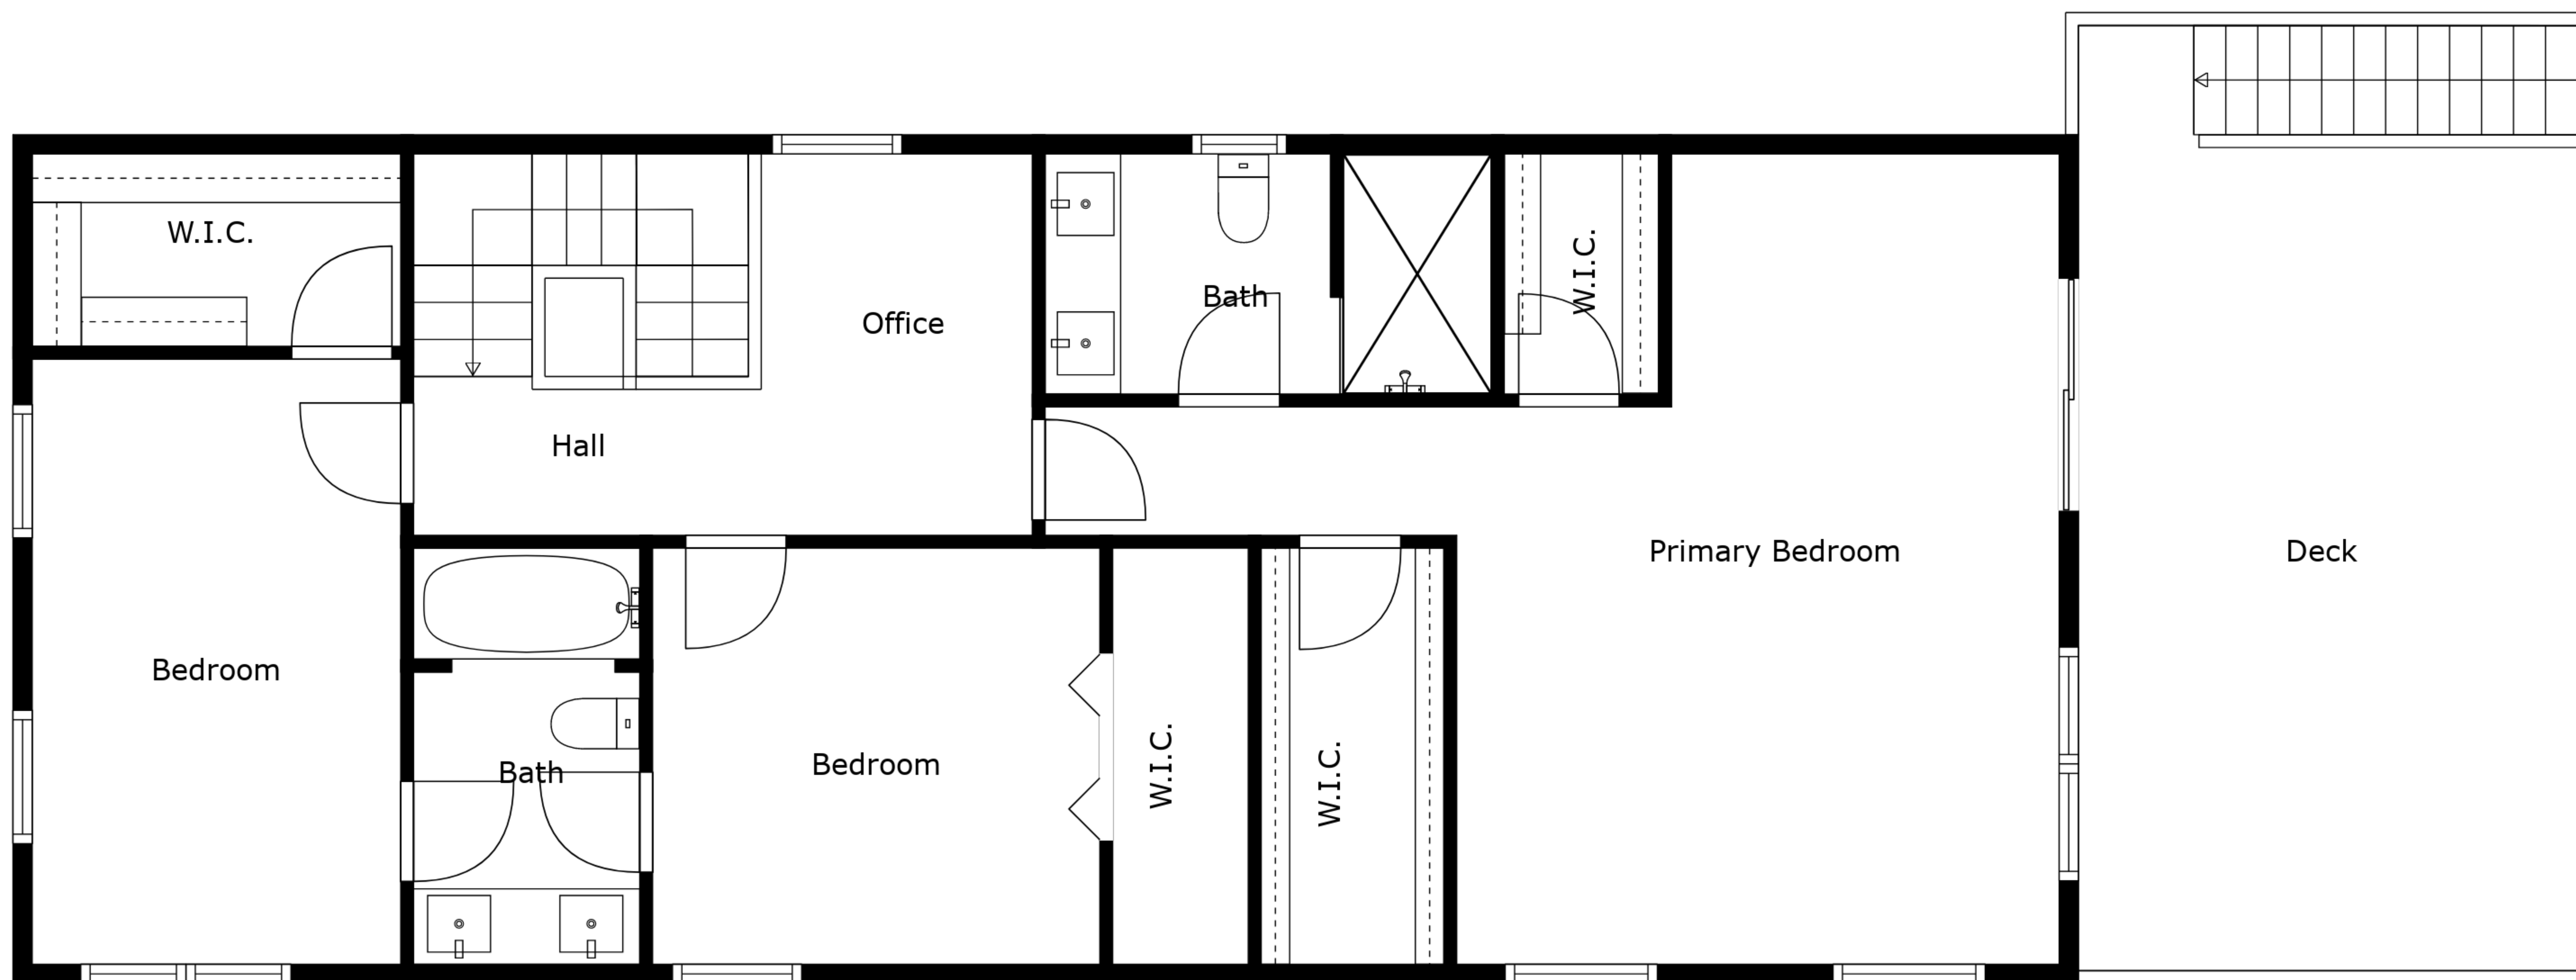 W.I.C.
W.I.C.
Bath
Office
Hall
Primary Bedroom
Deck
Bedroom
Bath
Bedroom
W.I.C.
W.I.C.